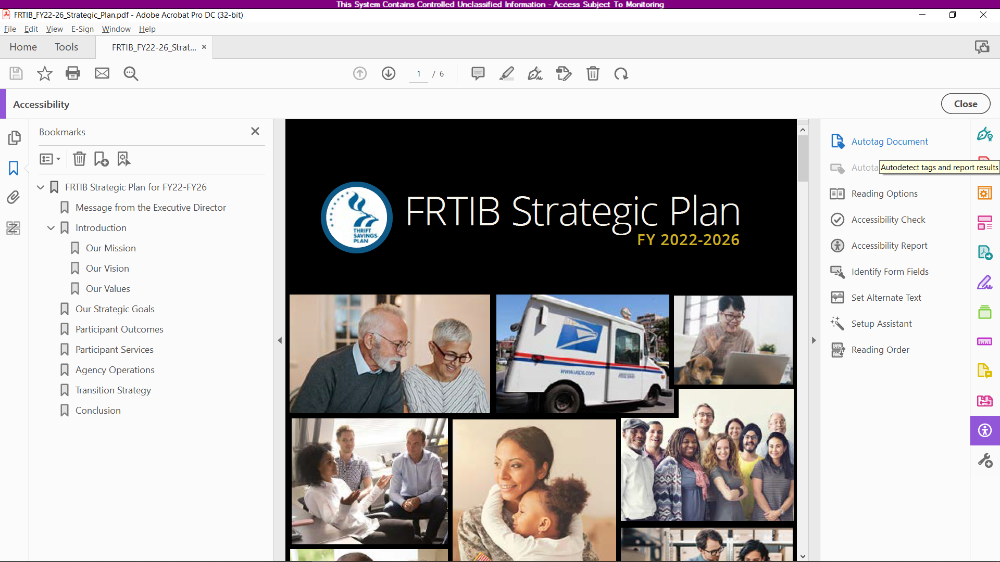 This System Contains Controlled Unclassified Information - Access Subject To Monitoring
FRTIB_FY22-26_Strategic_Plan.pdf - Adobe Acrobat Pro DC (32-bit)
File Edit View E-Sign Window Help
Home Tools FRTIB_FY22-26_Strat...
1 / 6
Accessibility
Close
Bookmarks
FRTIB Strategic Plan for FY22-FY26
Message from the Executive Director
Introduction
Our Mission
Our Vision
Our Values
Our Strategic Goals
Participant Outcomes
Participant Services
Agency Operations
Transition Strategy
Conclusion
THRIFT
SAVINGS
PLAN
FRTIB Strategic Plan
FY 2022-2026
www.usps.com
Autotag Document
Autota
Autodetect tags and report results
Reading Options
Accessibility Check
Accessibility Report
Identify Form Fields
Set Alternate Text
Setup Assistant
Reading Order